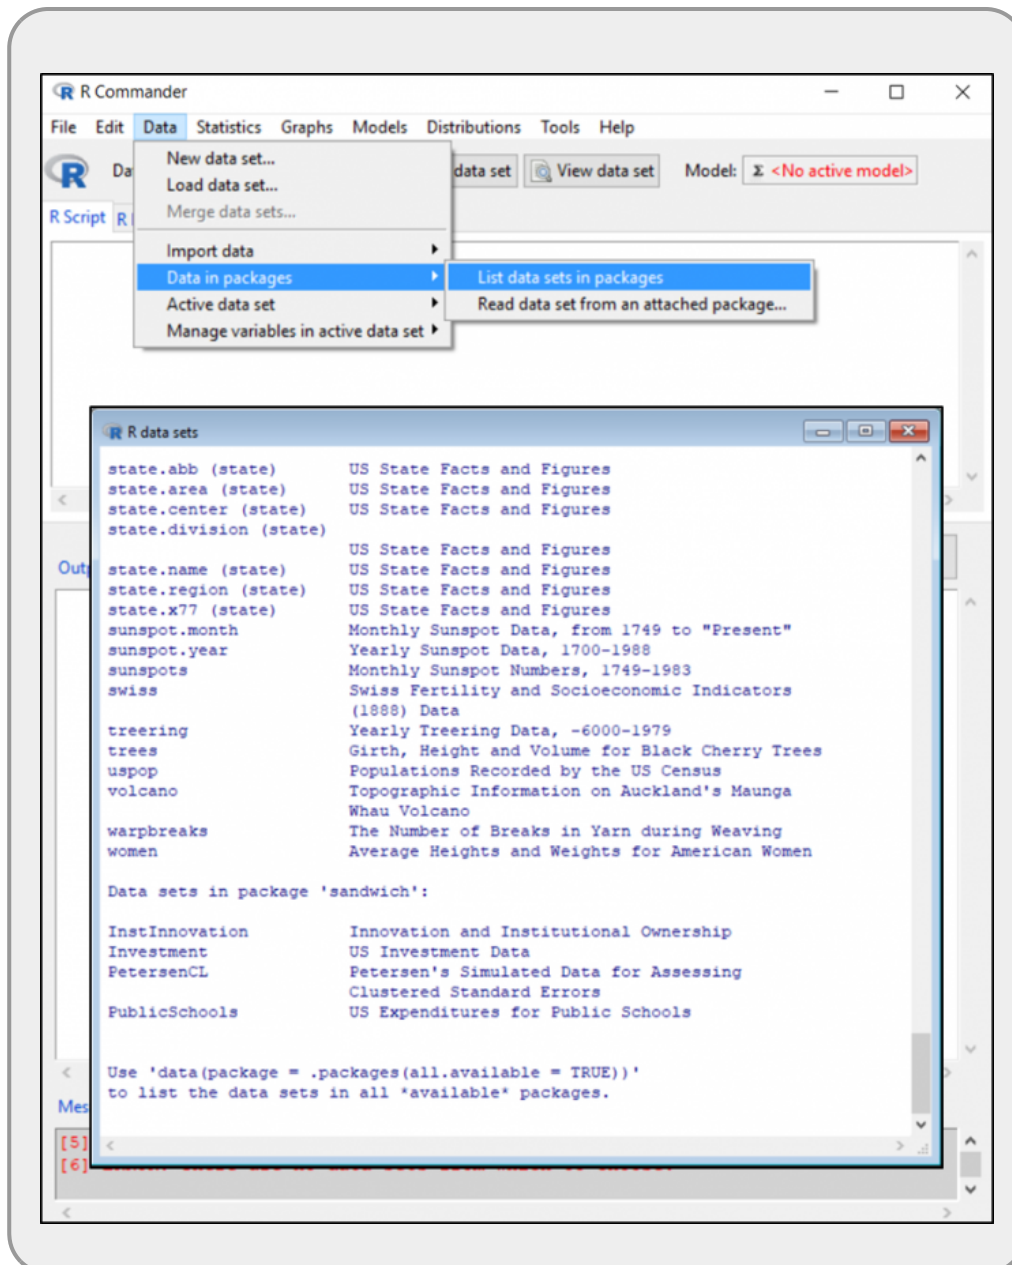 R Commander
File Edit Data Statistics Graphs Models Distributions Tools Help
Da
New data set...
Load data set...
Merge data sets...
Import data
Data in packages
Active data set
Manage variables in active data set
data set
View data set
Model: Σ <No active model>
R Script
List data sets in packages
Read data set from an attached package...
R data sets
state.abb (state) US State Facts and Figures
state.area (state) US State Facts and Figures
state.center (state) US State Facts and Figures
state.division (state)
US State Facts and Figures
state.name (state) US State Facts and Figures
state.region (state) US State Facts and Figures
state.x77 (state) US State Facts and Figures
sunspot.month Monthly Sunspot Data, from 1749 to "Present"
sunspot.year Yearly Sunspot Data, 1700-1988
sunspots Monthly Sunspot Numbers, 1749-1983
swiss Swiss Fertility and Socioeconomic Indicators
(1888) Data
treering Yearly Treering Data, -6000-1979
trees Girth, Height and Volume for Black Cherry Trees
uspop Populations Recorded by the US Census
volcano Topographic Information on Auckland's Maunga
Whau Volcano
warpbreaks The Number of Breaks in Yarn during Weaving
women Average Heights and Weights for American Women
Data sets in package 'sandwich':
InstInnovation Innovation and Institutional Ownership
Investment US Investment Data
PetersenCL Petersen's Simulated Data for Assessing
Clustered Standard Errors
PublicSchools US Expenditures for Public Schools
Use 'data(package = .packages(all.available = TRUE))'
to list the data sets in all *available* packages.
Outp
Mes
[5]
[6]